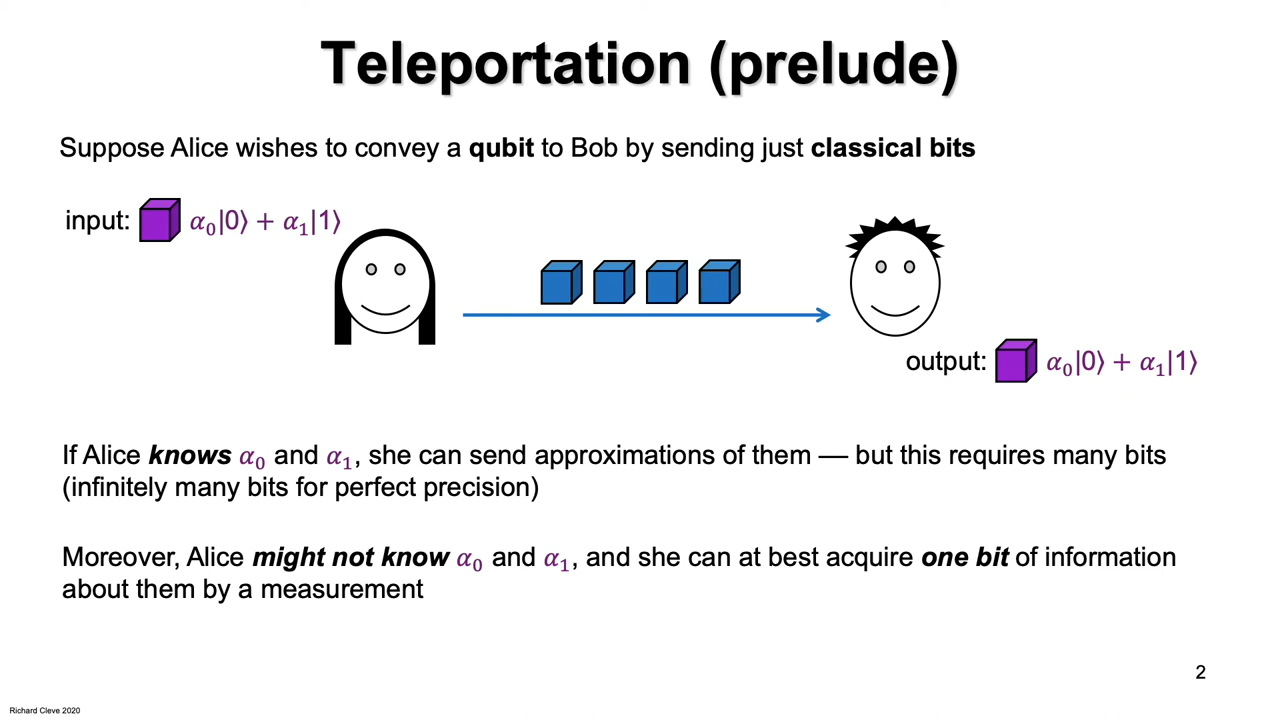 Teleportation (prelude)
Suppose Alice wishes to convey a qubit to Bob by sending just classical bits
input: α₀|0⟩ + α₁|1⟩
output: α₀|0⟩ + α₁|1⟩
If Alice knows α₀ and α₁, she can send approximations of them — but this requires many bits
(infinitely many bits for perfect precision)
Moreover, Alice might not know α₀ and α₁, and she can at best acquire one bit of information
about them by a measurement
2
Richard Cleve 2020